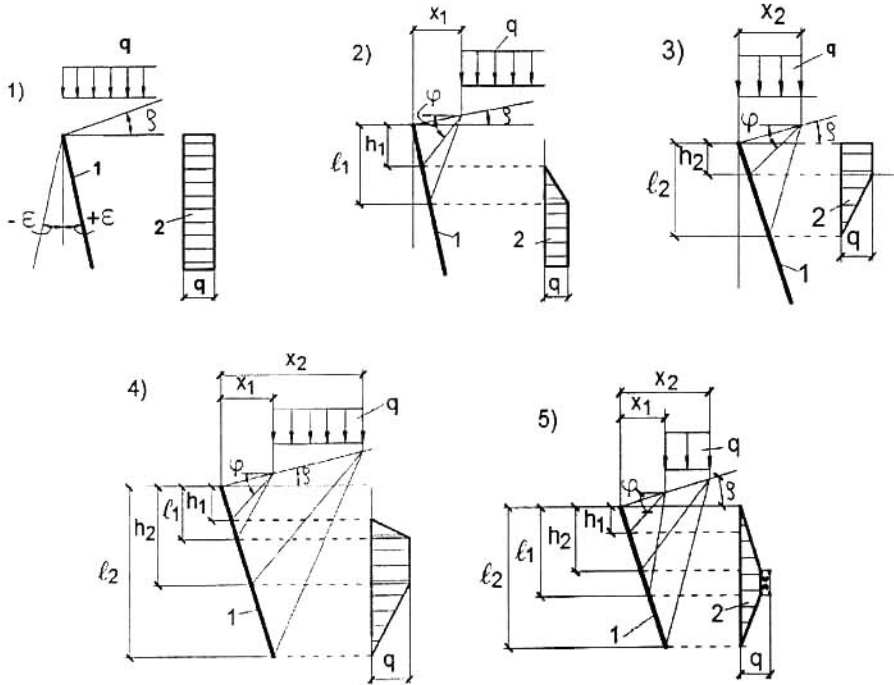 1)
q
ρ
1
-ε +ε
2
q
2)
x₁
q
φ
ρ
h₁
ℓ₁
1
2
q
3)
x₂
q
φ
ρ
h₂
ℓ₂
2
q
1
4)
x₂
x₁
q
φ
ρ
h₁
ℓ₁
h₂
ℓ₂
1
q
5)
x₂
x₁
q
φ
ρ
h₁
h₂
ℓ₁
ℓ₂
1
2
q